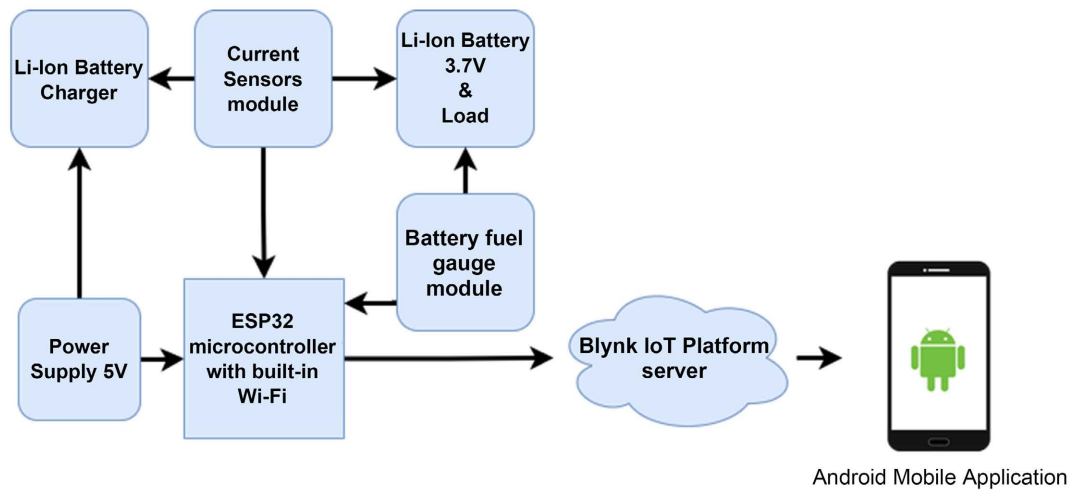 Li-Ion Battery
Charger
Current
Sensors
module
Li-Ion Battery
3.7V
&
Load
Battery fuel
gauge
module
Power
Supply 5V
ESP32
microcontroller
with built-in
Wi-Fi
Blynk IoT Platform
server
Android Mobile Application